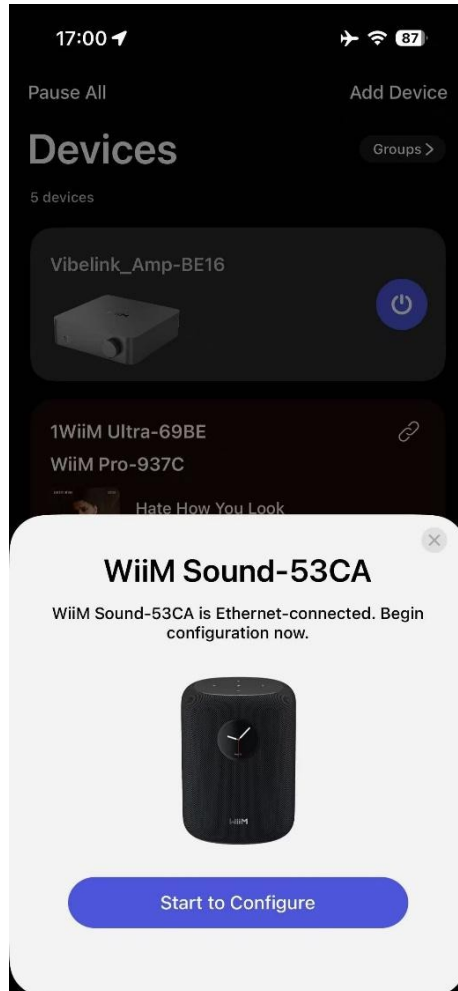 17:00
87
Pause All
Add Device
Devices
Groups >
5 devices
Vibelink_Amp-BE16
1WiiM Ultra-69BE
WiiM Pro-937C
Hate How You Look
WiiM Sound-53CA
WiiM Sound-53CA is Ethernet-connected. Begin
configuration now.
WiiM
Start to Configure